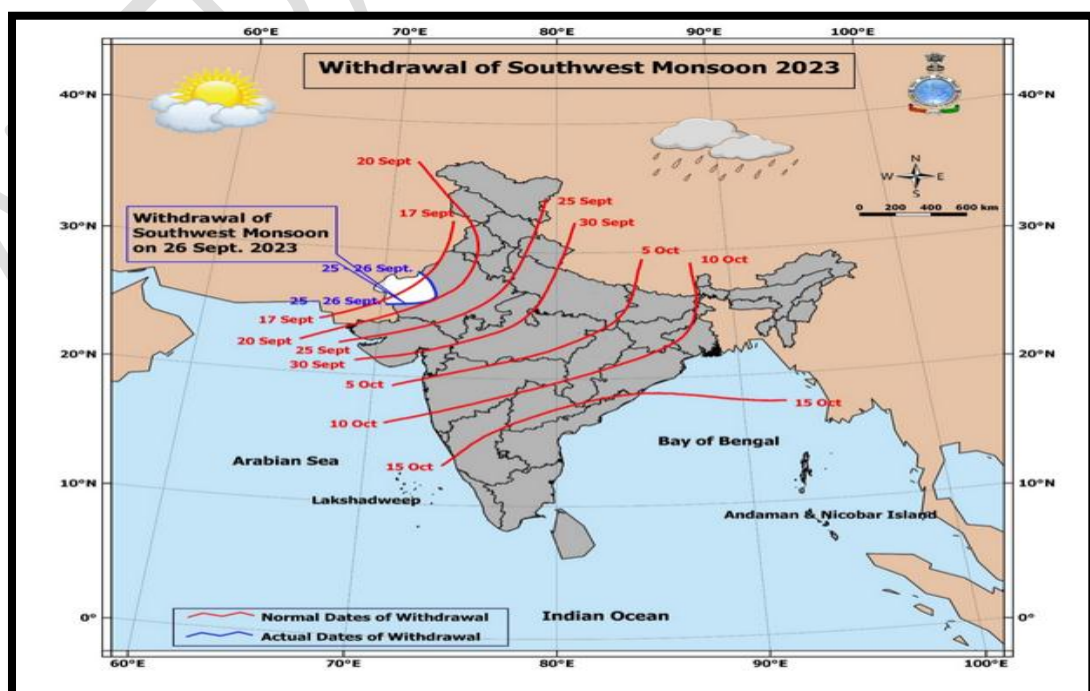 60°E 70°E 80°E 90°E 100°E
Withdrawal of Southwest Monsoon 2023
40°N 40°N
20 Sept
N
W E
S
25 Sept
17 Sept
0 200 400 600 km
Withdrawal of
Southwest Monsoon
on 26 Sept. 2023
30 Sept
30°N 30°N
5 Oct
10 Oct
25 - 26 Sept.
25 - 26 Sept.
17 Sept
20 Sept
25 Sept
20°N 20°N
30 Sept
5 Oct
15 Oct
10 Oct
Bay of Bengal
Arabian Sea
15 Oct
10°N 10°N
Lakshadweep
Andaman & Nicobar Island
Normal Dates of Withdrawal
Indian Ocean
0° 0°
Actual Dates of Withdrawal
60°E 70°E 80°E 90°E 100°E